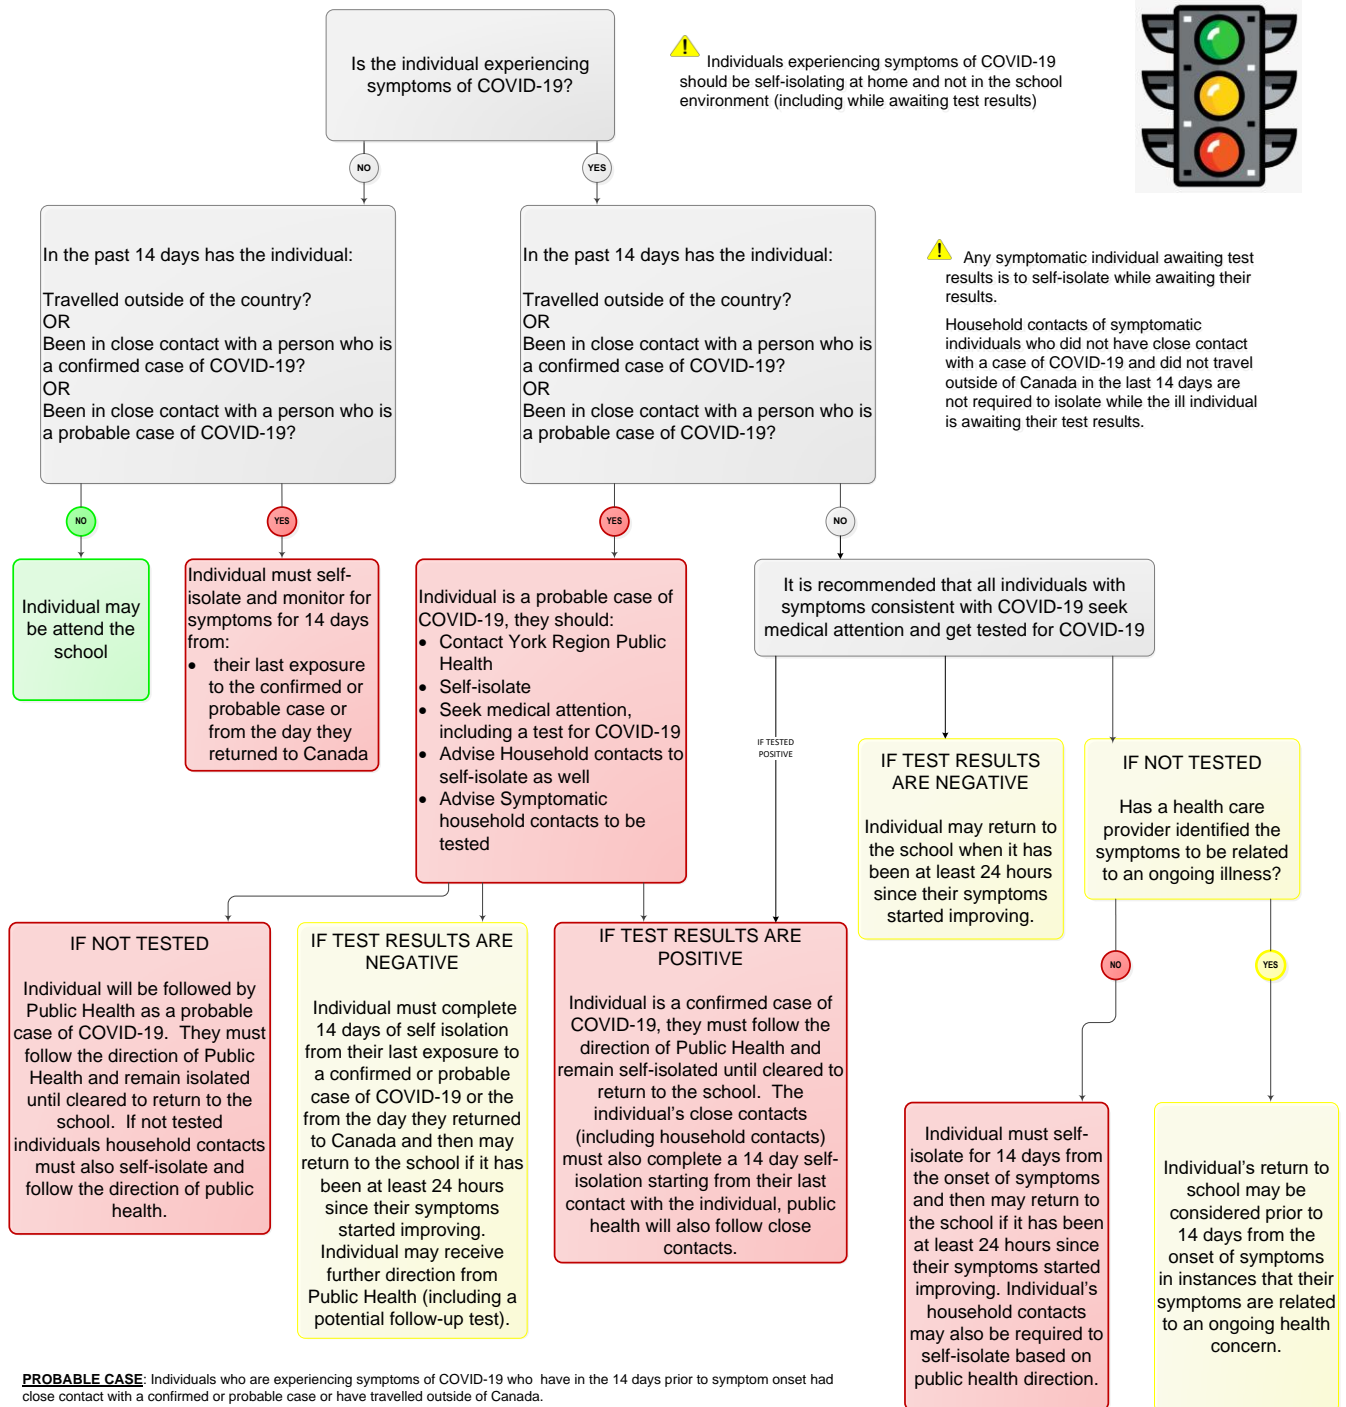 Is the individual experiencing
symptoms of COVID-19?
Individuals experiencing symptoms of COVID-19
should be self-isolating at home and not in the school
environment (including while awaiting test results)
NO
YES
In the past 14 days has the individual:
Travelled outside of the country?
OR
Been in close contact with a person who is
a confirmed case of COVID-19?
OR
Been in close contact with a person who is
a probable case of COVID-19?
In the past 14 days has the individual:
Travelled outside of the country?
OR
Been in close contact with a person who is
a confirmed case of COVID-19?
OR
Been in close contact with a person who is
a probable case of COVID-19?
Any symptomatic individual awaiting test
results is to self-isolate while awaiting their
results.
Household contacts of symptomatic
individuals who did not have close contact
with a case of COVID-19 and did not travel
outside of Canada in the last 14 days are
not required to isolate while the ill individual
is awaiting their test results.
NO
YES
YES
NO
Individual may
be attend the
school
Individual must self-
isolate and monitor for
symptoms for 14 days
from:
• their last exposure
to the confirmed or
probable case or
from the day they
returned to Canada
Individual is a probable case of
COVID-19, they should:
• Contact York Region Public
Health
• Self-isolate
• Seek medical attention,
including a test for COVID-19
• Advise Household contacts to
self-isolate as well
• Advise Symptomatic
household contacts to be
tested
It is recommended that all individuals with
symptoms consistent with COVID-19 seek
medical attention and get tested for COVID-19
IF TESTED
POSITIVE
IF TEST RESULTS
ARE NEGATIVE
Individual may return to
the school when it has
been at least 24 hours
since their symptoms
started improving.
IF NOT TESTED
Has a health care
provider identified the
symptoms to be related
to an ongoing illness?
NO
YES
IF NOT TESTED
Individual will be followed by
Public Health as a probable
case of COVID-19. They must
follow the direction of Public
Health and remain isolated
until cleared to return to the
school. If not tested
individuals household contacts
must also self-isolate and
follow the direction of public
health.
IF TEST RESULTS ARE
NEGATIVE
Individual must complete
14 days of self isolation
from their last exposure to
a confirmed or probable
case of COVID-19 or the
from the day they returned
to Canada and then may
return to the school if it has
been at least 24 hours
since their symptoms
started improving.
Individual may receive
further direction from
Public Health (including a
potential follow-up test).
IF TEST RESULTS ARE
POSITIVE
Individual is a confirmed case of
COVID-19, they must follow the
direction of Public Health and
remain self-isolated until cleared to
return to the school. The
individual's close contacts
(including household contacts)
must also complete a 14 day self-
isolation starting from their last
contact with the individual, public
health will also follow close
contacts.
Individual must self-
isolate for 14 days from
the onset of symptoms
and then may return to
the school if it has been
at least 24 hours since
their symptoms started
improving. Individual's
household contacts
may also be required to
self-isolate based on
public health direction.
Individual's return to
school may be
considered prior to
14 days from the
onset of symptoms
in instances that their
symptoms are related
to an ongoing health
concern.
PROBABLE CASE: Individuals who are experiencing symptoms of COVID-19 who have in the 14 days prior to symptom onset had
close contact with a confirmed or probable case or have travelled outside of Canada.